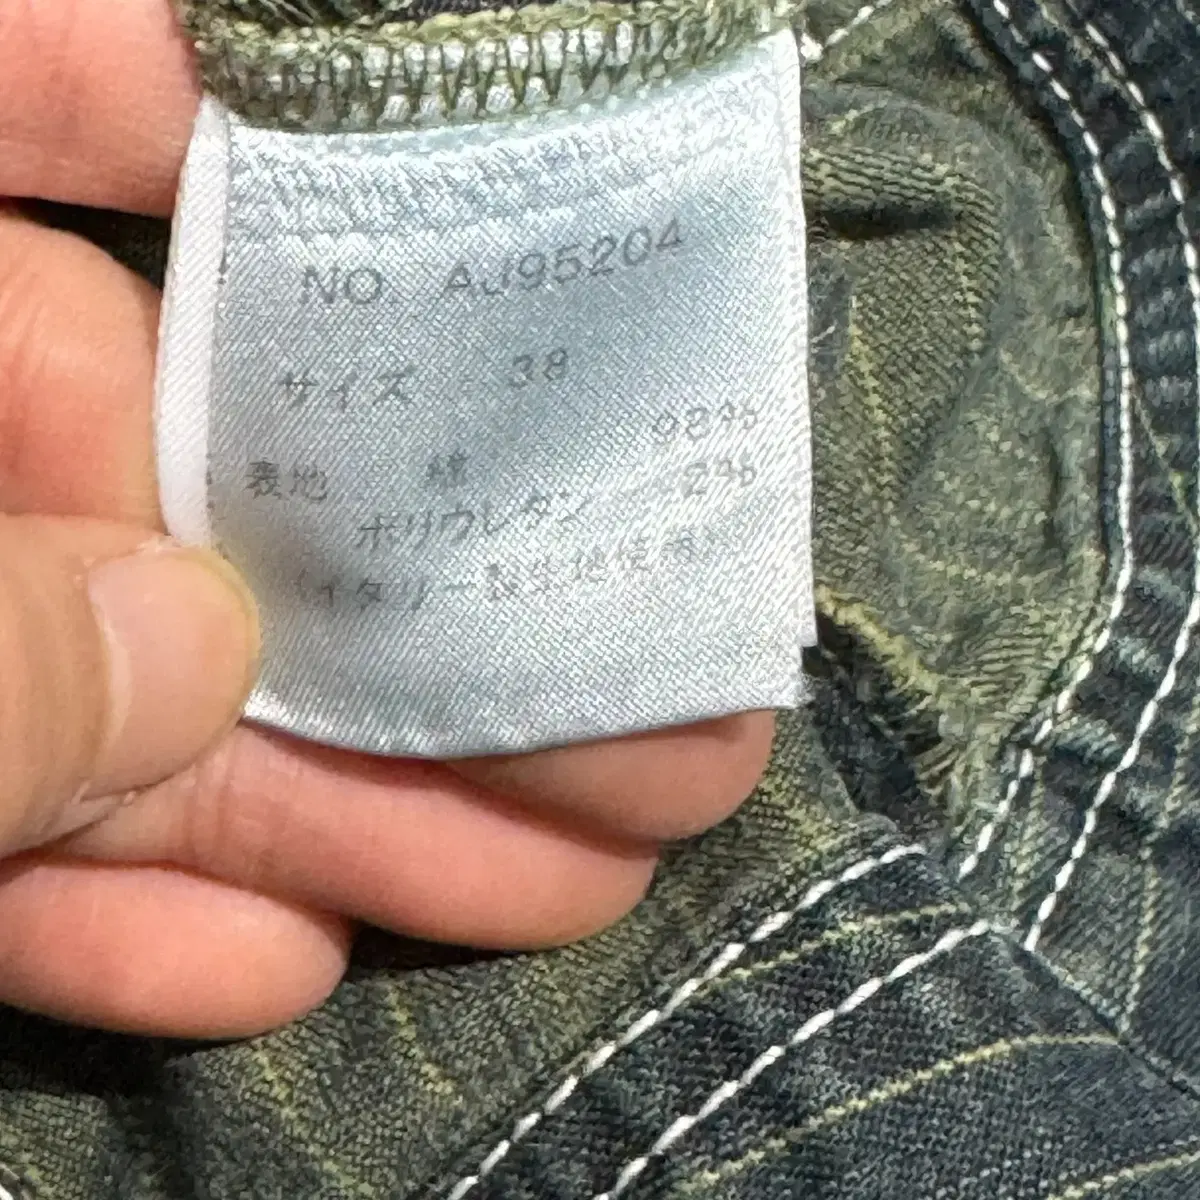 NO. AJ95204
サイズ 38
表地 綿 98%
ポリウレタン 2%
イタリー製生地使用